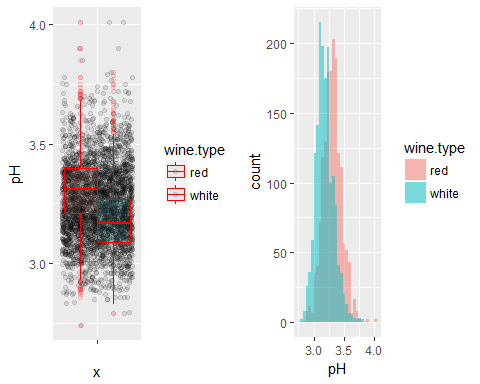 4.0
3.5
3.0
pH
x
wine.type
red
white
200
150
100
50
0
count
3.0 3.5 4.0
pH
wine.type
red
white